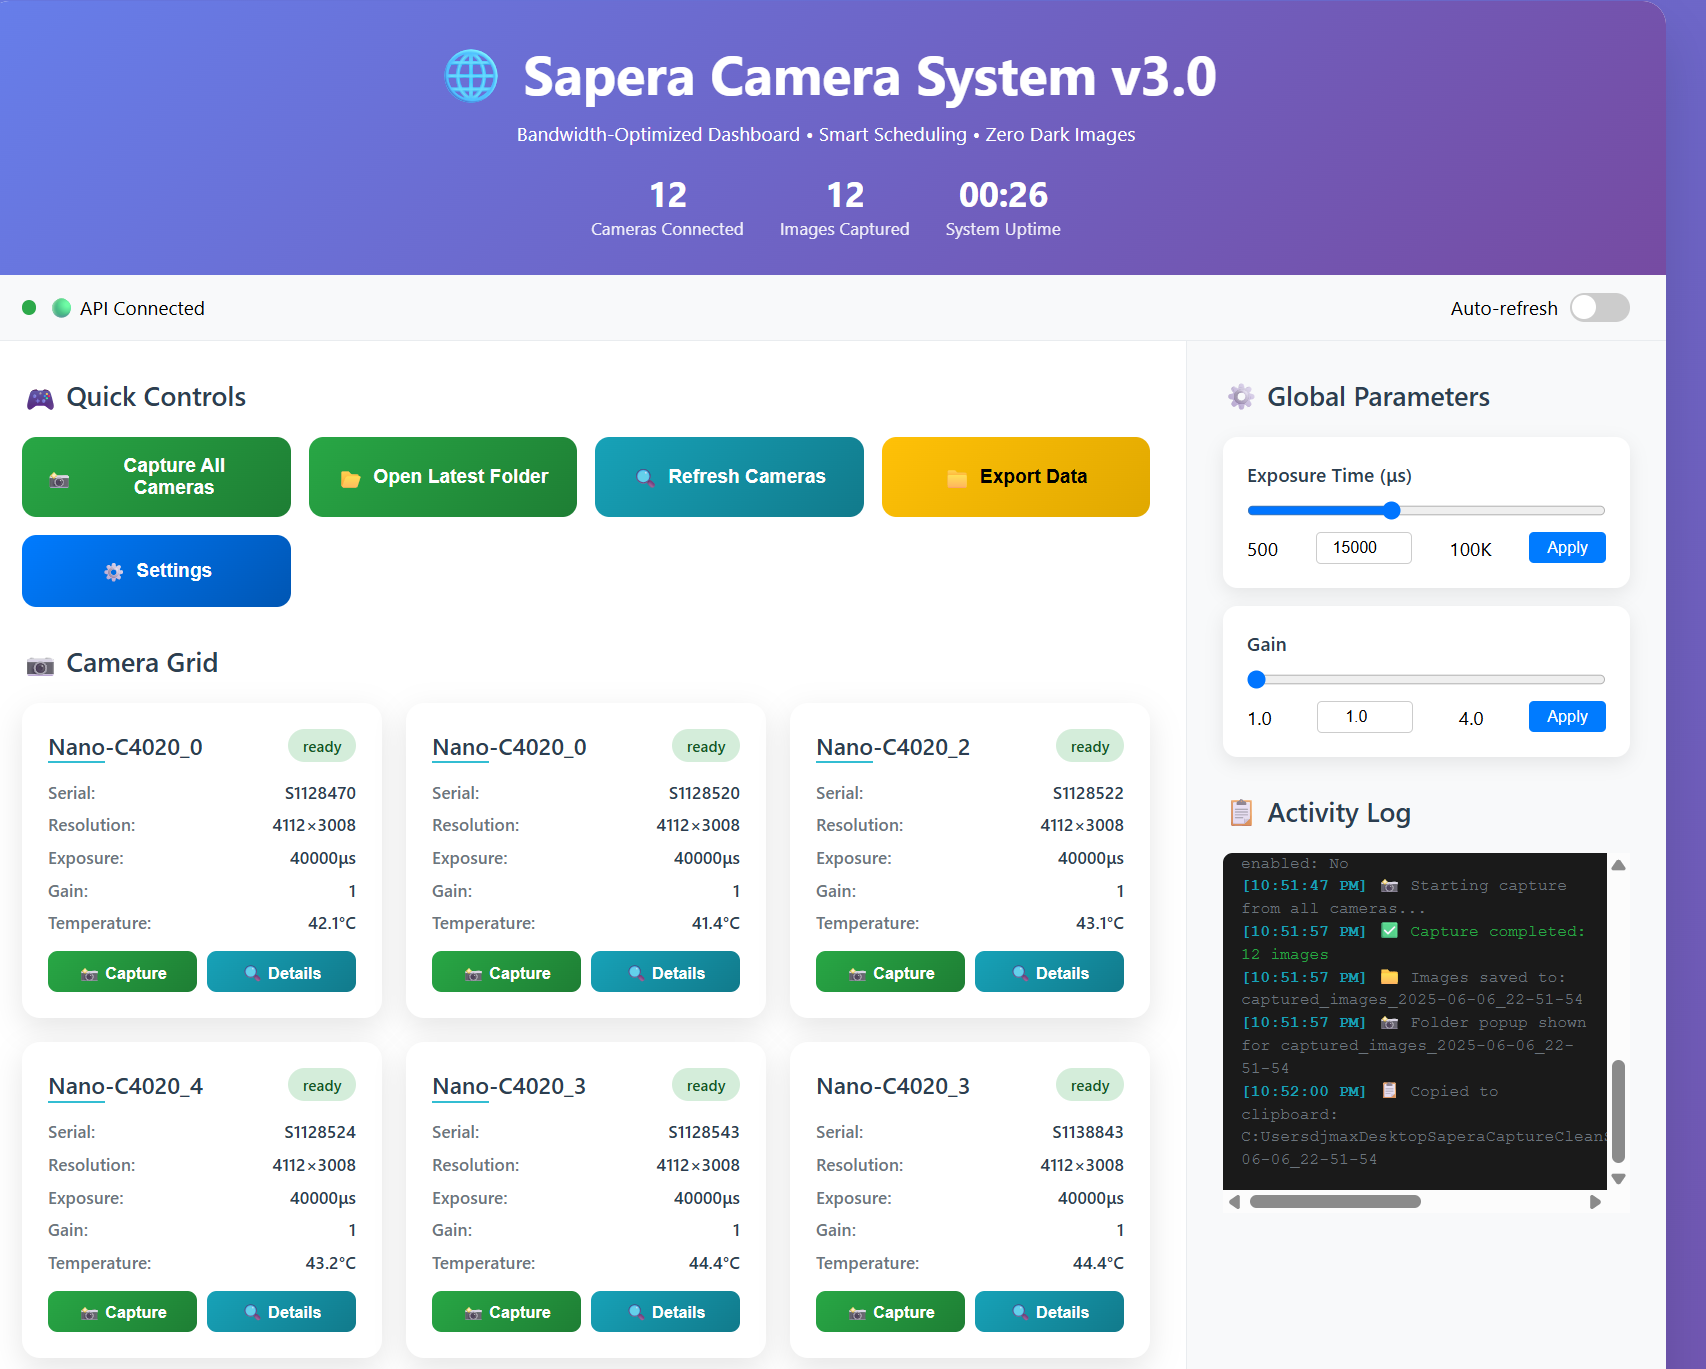 Sapera Camera System v3.0
Bandwidth-Optimized Dashboard • Smart Scheduling • Zero Dark Images
12
Cameras Connected
12
Images Captured
00:26
System Uptime
API Connected
Auto-refresh
Quick Controls
Capture All
Cameras
Open Latest Folder
Refresh Cameras
Export Data
Settings
Camera Grid
Nano-C4020_0
ready
Serial: S1128470
Resolution: 4112×3008
Exposure: 40000μs
Gain: 1
Temperature: 42.1°C
Capture
Details
Nano-C4020_0
ready
Serial: S1128520
Resolution: 4112×3008
Exposure: 40000μs
Gain: 1
Temperature: 41.4°C
Capture
Details
Nano-C4020_2
ready
Serial: S1128522
Resolution: 4112×3008
Exposure: 40000μs
Gain: 1
Temperature: 43.1°C
Capture
Details
Nano-C4020_4
ready
Serial: S1128524
Resolution: 4112×3008
Exposure: 40000μs
Gain: 1
Temperature: 43.2°C
Capture
Details
Nano-C4020_3
ready
Serial: S1128543
Resolution: 4112×3008
Exposure: 40000μs
Gain: 1
Temperature: 44.4°C
Capture
Details
Nano-C4020_3
ready
Serial: S1138843
Resolution: 4112×3008
Exposure: 40000μs
Gain: 1
Temperature: 44.4°C
Capture
Details
Global Parameters
Exposure Time (μs)
500
15000
100K
Apply
Gain
1.0
1.0
4.0
Apply
Activity Log
enabled: No
[10:51:47 PM] Starting capture
from all cameras...
[10:51:57 PM] Capture completed:
12 images
[10:51:57 PM] Images saved to:
captured_images_2025-06-06_22-51-54
[10:51:57 PM] Folder popup shown
for captured_images_2025-06-06_22-
51-54
[10:52:00 PM] Copied to
clipboard:
C:UsersdjmaxDesktopSaperaCaptureClean
06-06_22-51-54